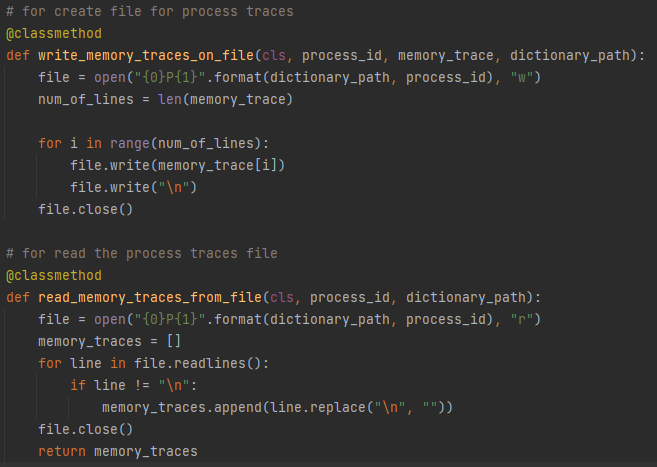 # for create file for process traces
@classmethod
def write_memory_traces_on_file(cls, process_id, memory_trace, dictionary_path):
    file = open("{0}P{1}".format(dictionary_path, process_id), "w")
    num_of_lines = len(memory_trace)

    for i in range(num_of_lines):
        file.write(memory_trace[i])
        file.write("\n")
    file.close()

# for read the process traces file
@classmethod
def read_memory_traces_from_file(cls, process_id, dictionary_path):
    file = open("{0}P{1}".format(dictionary_path, process_id), "r")
    memory_traces = []
    for line in file.readlines():
        if line != "\n":
            memory_traces.append(line.replace("\n", ""))
    file.close()
    return memory_traces